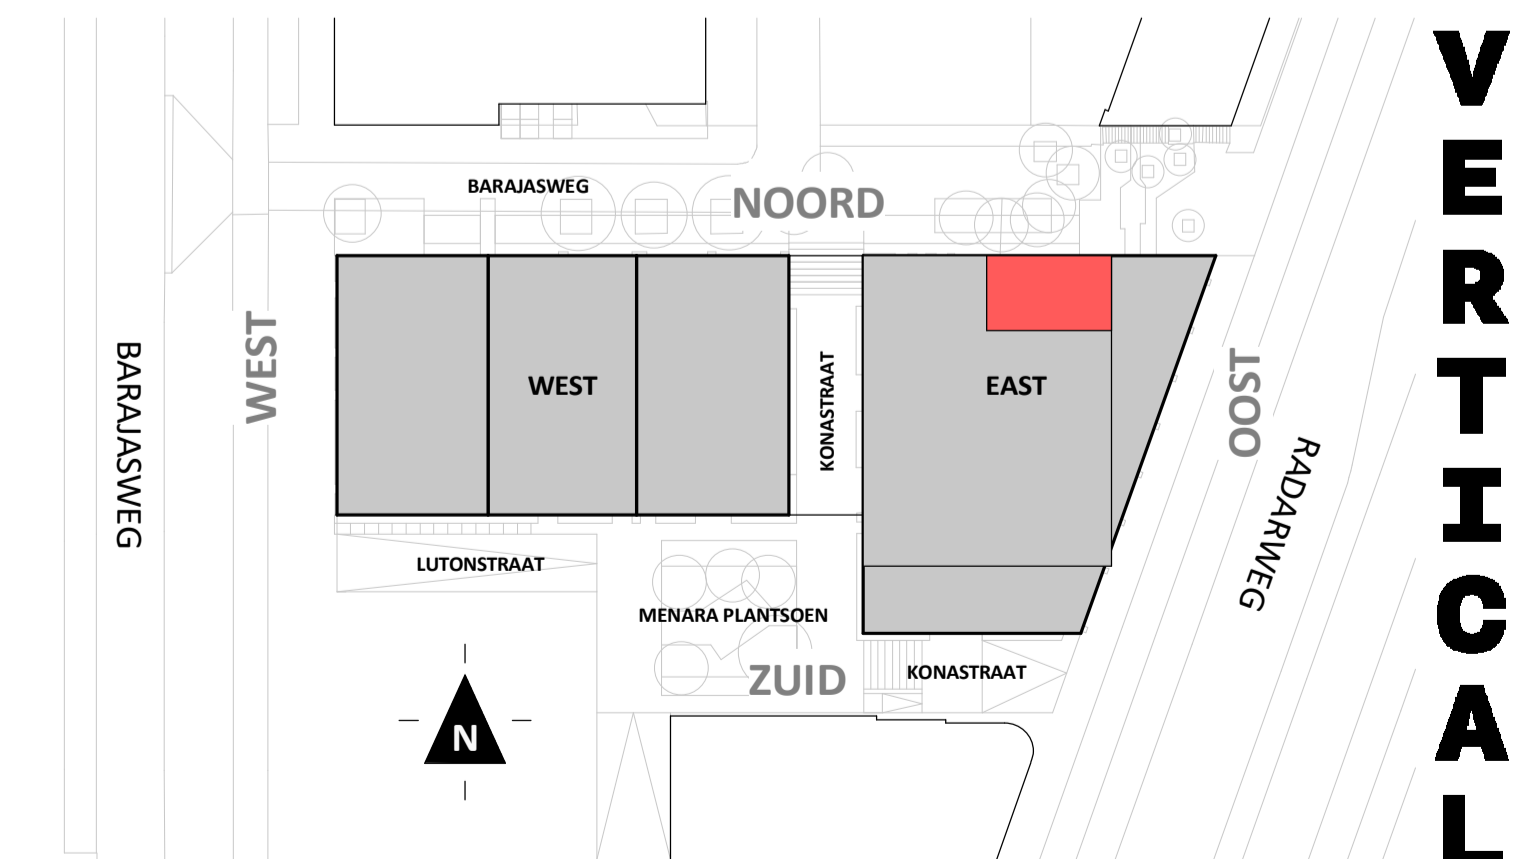 BARAJASWEG
NOORD
WEST
BARAJASWEG
WEST
KONASTRAAT
EAST
OOST
RADARWEG
LUTONSTRAAT
MENARA PLANTSOEN
ZUID
KONASTRAAT
N
VERTICAL